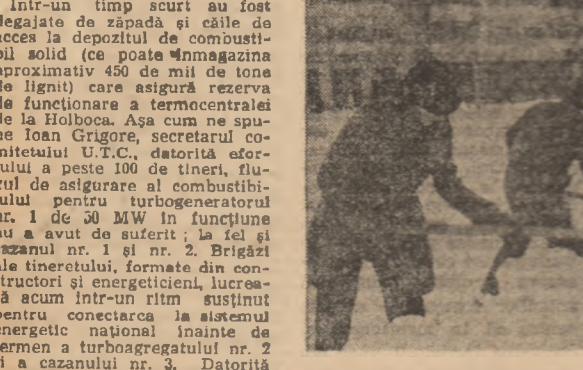 Într-un timp scurt au fost
degajate de zăpadă și căile de
acces la depozitul de combusti-
bil solid (ce poate înmagazina
aproximativ 450 de mii de tone
de lignit) care asigură rezerva
de funcționare a termocentralei
de la Holboca. Așa cum ne spu-
ne Ioan Grigore, secretarul co-
mitetului U.T.C., datorită efor-
tului a peste 100 de tineri, flu-
xul de asigurare al combustibi-
lului pentru turbogeneratorul
nr. 1 de 50 MW în funcțiune
nu a avut de suferit ; la fel și
cazanul nr. 1 și nr. 2. Brigăzi
ale tineretului, formate din con-
structori și energeticieni, lucrea-
ză acum într-un ritm susținut
pentru conectarea la sistemul
energetic național înainte de
termen a turboagregatului nr. 2
și a cazanului nr. 3. Datorită